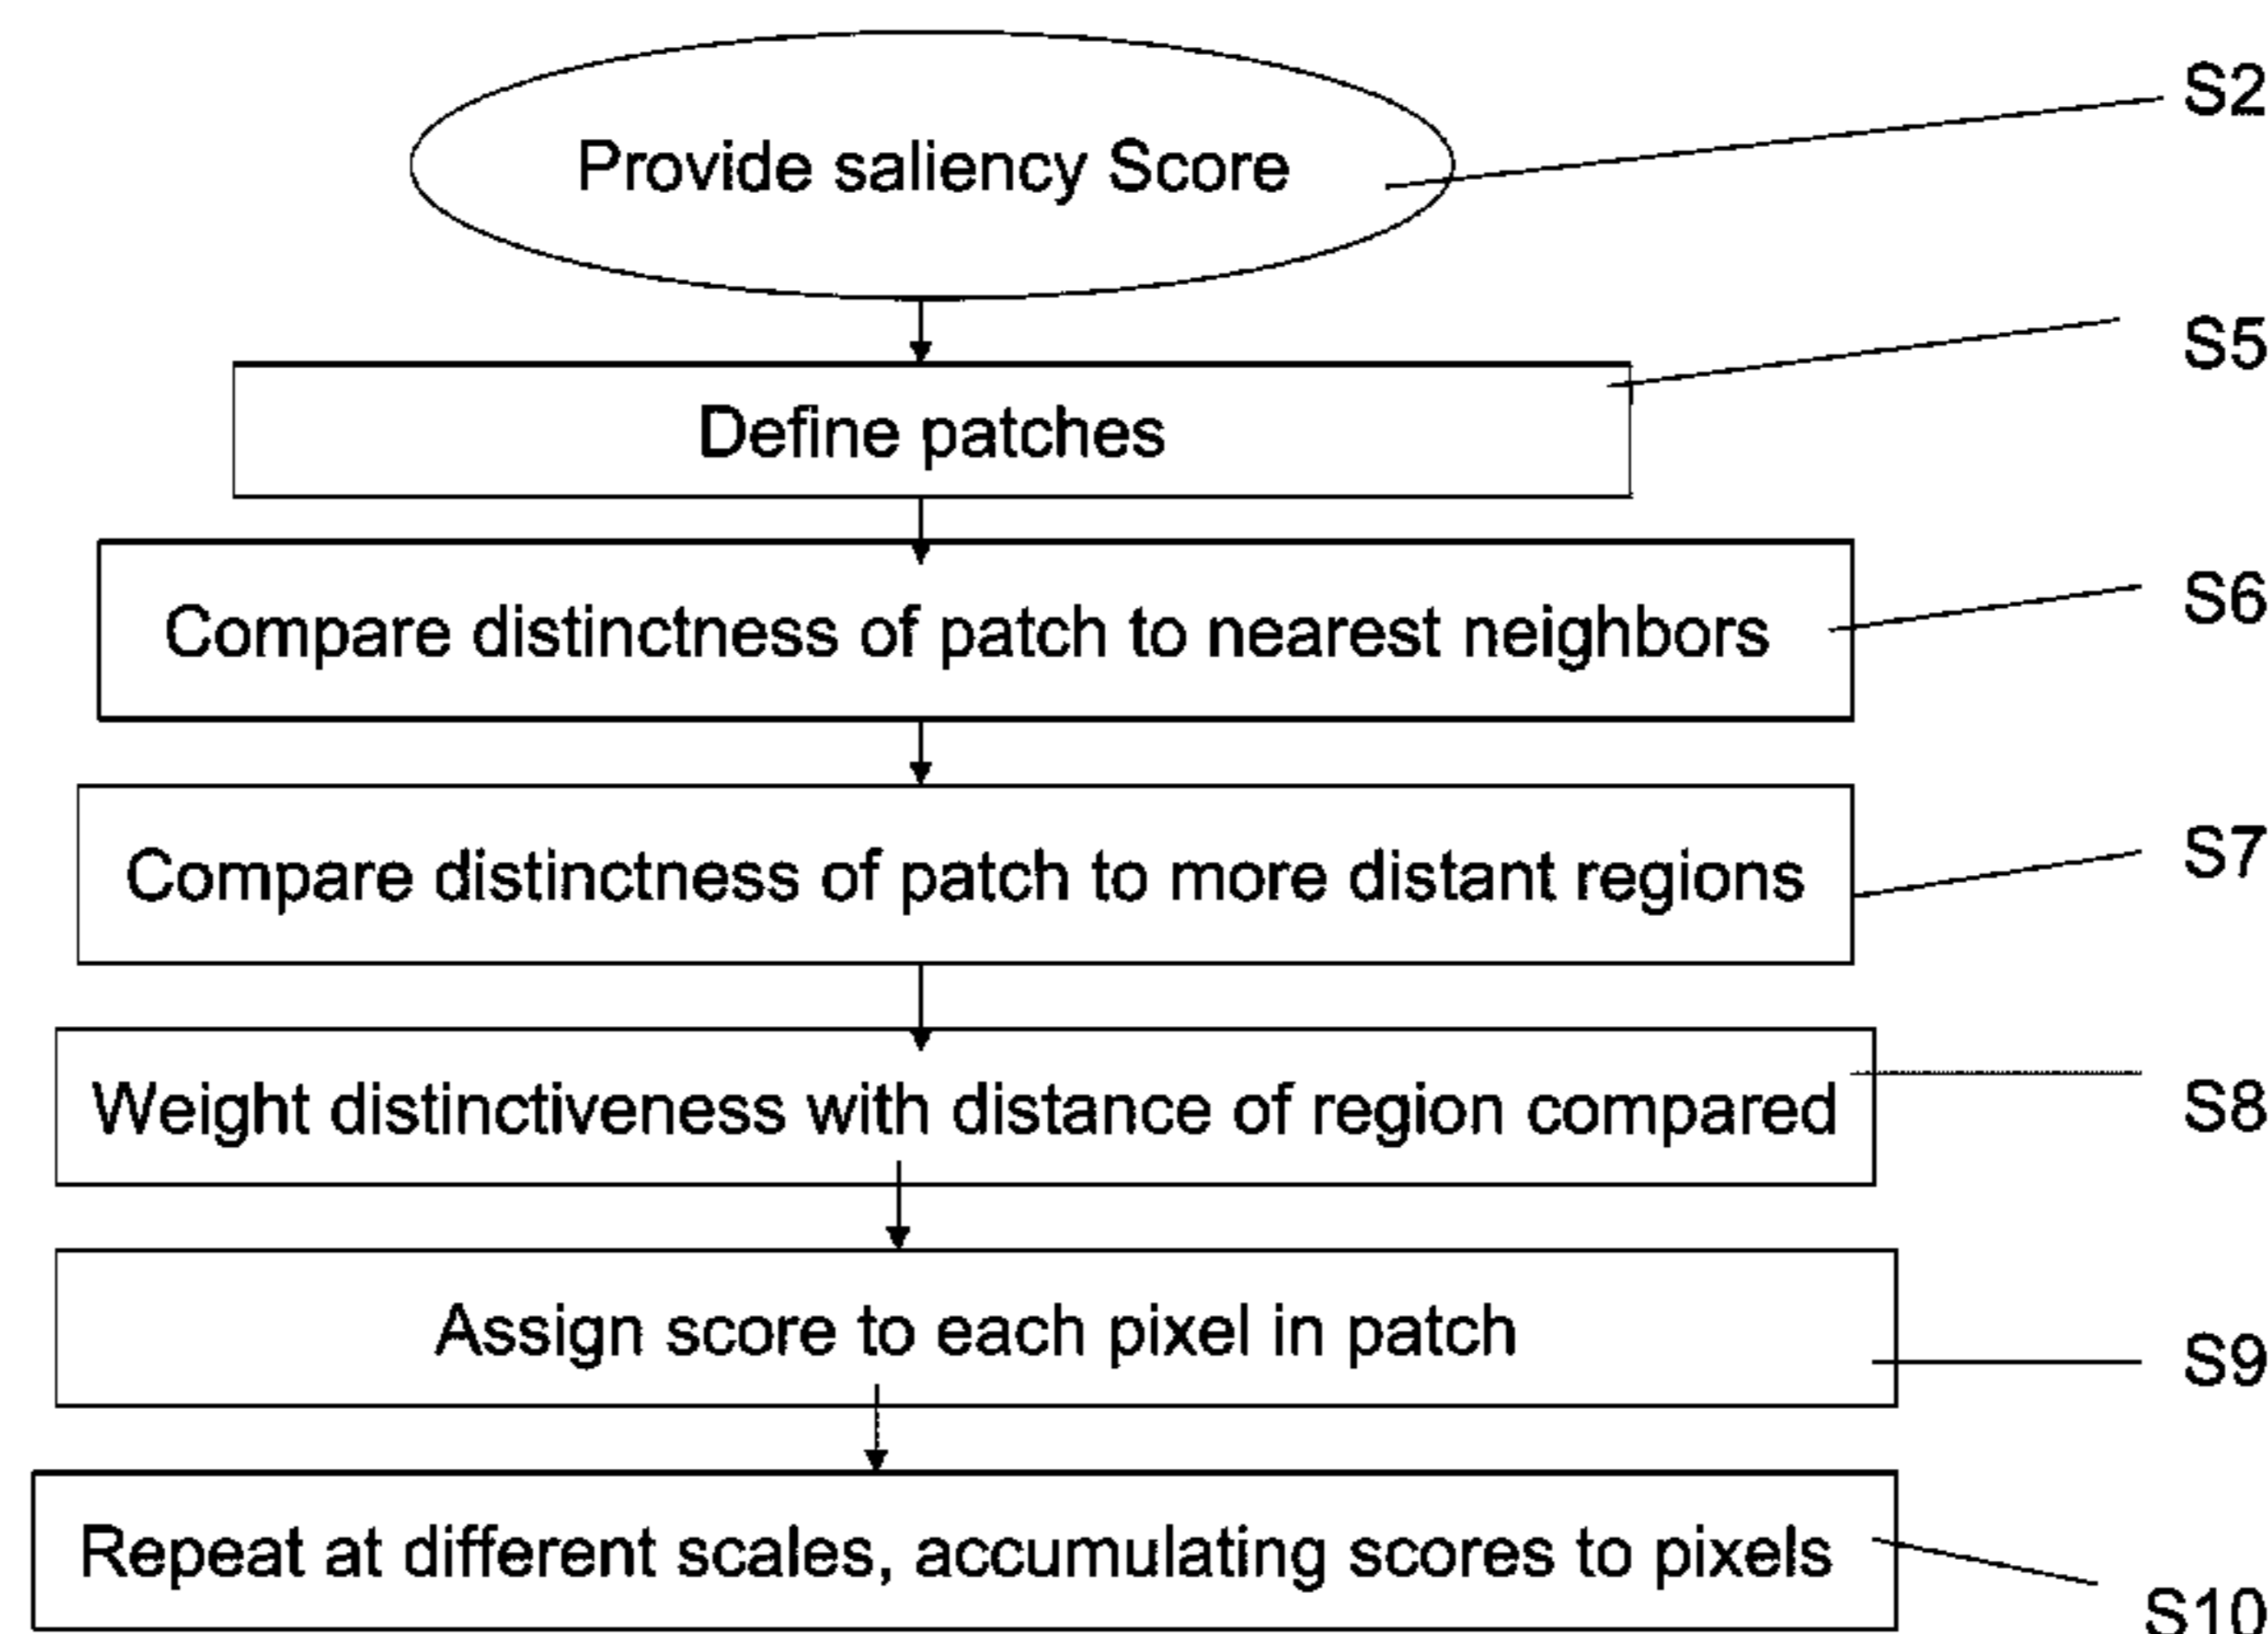 Provide saliency Score
S2
Define patches
S5
Compare distinctness of patch to nearest neighbors
S6
Compare distinctness of patch to more distant regions
S7
Weight distinctiveness with distance of region compared
S8
Assign score to each pixel in patch
S9
Repeat at different scales, accumulating scores to pixels
S10